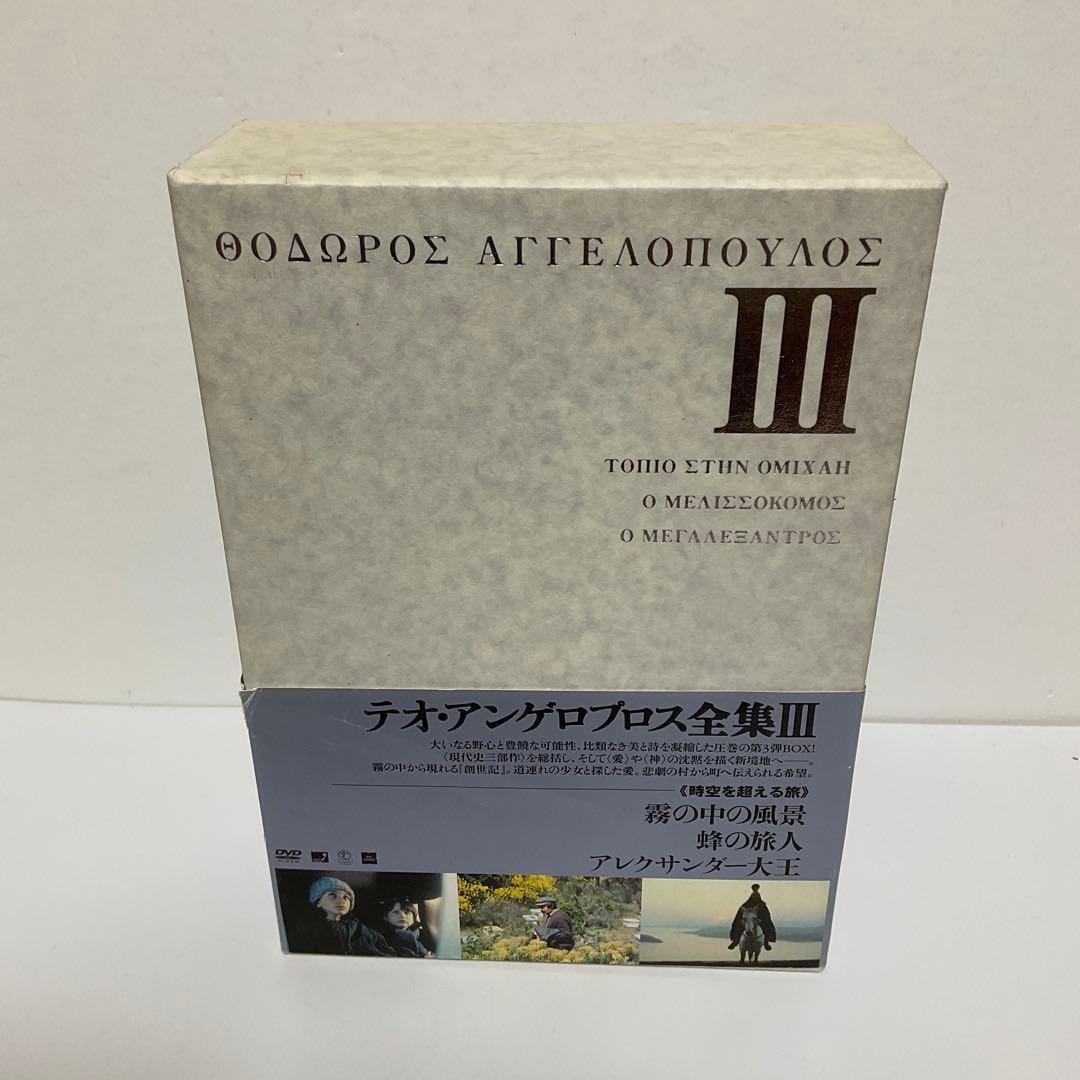 ΘΟΔΩΡΟΣ ΑΓΓΕΛΟΠΟΥΛΟΣ
III
ΤΟΠΙΟ ΣΤΗΝ ΟΜΙΧΛΗ
Ο ΜΕΛΙΣΣΟΚΟΜΟΣ
Ο ΜΕΓΑΛΕΞΑΝΤΡΟΣ
テオ・アンゲロプロス全集III
大いなる野心と豊饒な可能性、比類なき美と詩を凝縮した圧巻の第3弾BOX!
〈現代史三部作〉を総括し、そして〈愛〉や〈神〉の沈黙を描く新境地へ——。
霧の中から現れる『創世記』。道連れの少女と探した愛。悲劇の村から町へ伝えられる希望。
《時空を超える旅》
霧の中の風景
蜂の旅人
アレクサンダー大王
DVD
VIDEO